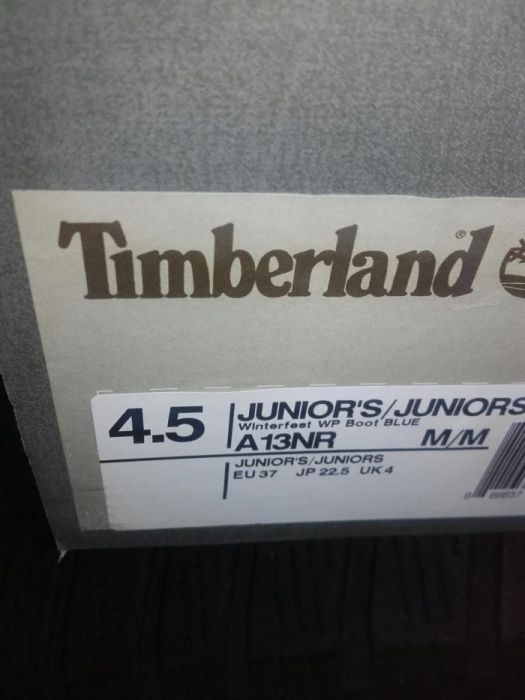 Timberland®
4.5 JUNIOR'S/JUNIORS
Winterfest WP Boot BLUE
A13NR M/M
JUNIOR'S/JUNIORS
EU 37 JP 22.5 UK 4